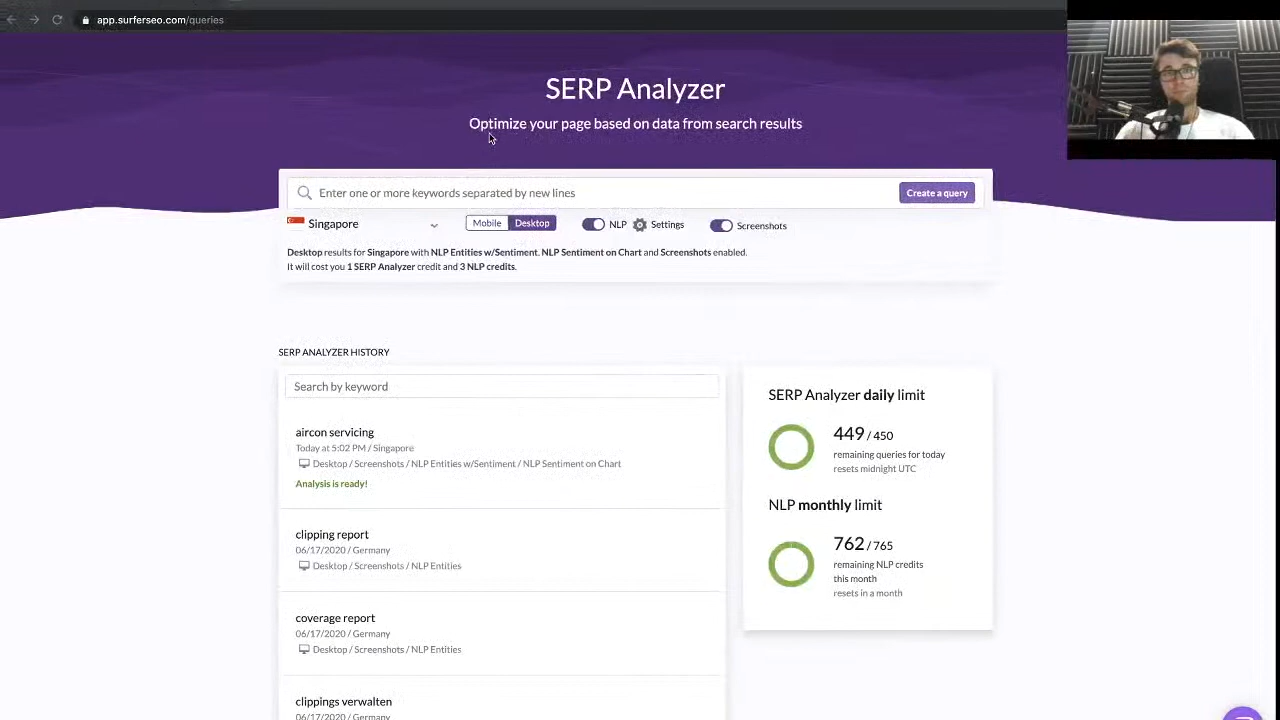 app.surferseo.com/queries
SERP Analyzer
Optimize your page based on data from search results
Enter one or more keywords separated by new lines
Create a query
Singapore
Mobile
Desktop
NLP
Settings
Screenshots
Desktop results for Singapore with NLP Entities w/Sentiment, NLP Sentiment on Chart and Screenshots enabled.
It will cost you 1 SERP Analyzer credit and 3 NLP credits.
SERP ANALYZER HISTORY
Search by keyword
aircon servicing
Today at 5:02 PM / Singapore
Desktop / Screenshots / NLP Entities w/Sentiment / NLP Sentiment on Chart
Analysis is ready!
clipping report
06/17/2020 / Germany
Desktop / Screenshots / NLP Entities
coverage report
06/17/2020 / Germany
Desktop / Screenshots / NLP Entities
clippings verwalten
06/17/2020 / Germany
SERP Analyzer daily limit
449 / 450
remaining queries for today
resets midnight UTC
NLP monthly limit
762 / 765
remaining NLP credits
this month
resets in a month